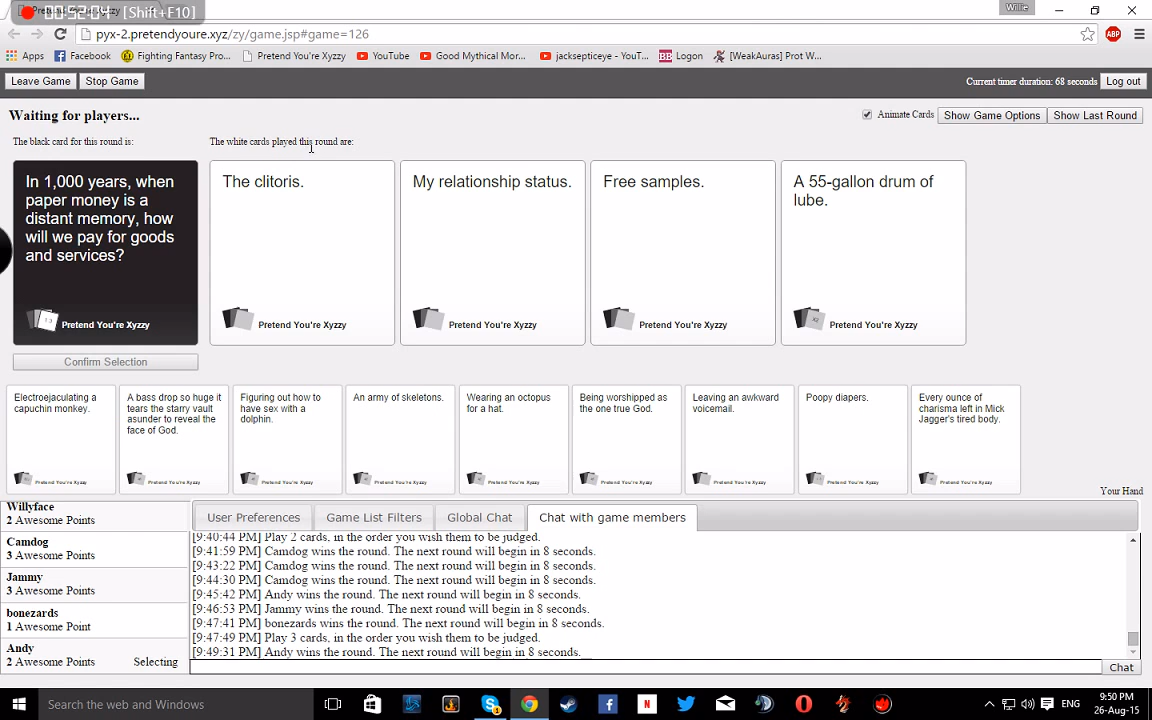 00:52:04 [Shift+F10]
Willie
pyx-2.pretendyoure.xyz/zy/game.jsp#game=126
ABP
Apps
Facebook
Fighting Fantasy Pro...
Pretend You're Xyzzy
YouTube
Good Mythical Mor...
jacksepticeye - YouT...
Logon
[WeakAuras] Prot W...
Leave Game
Stop Game
Current timer duration: 68 seconds
Log out
Waiting for players...
Animate Cards
Show Game Options
Show Last Round
The black card for this round is:
The white cards played this round are:
In 1,000 years, when
paper money is a
distant memory, how
will we pay for goods
and services?
Pretend You're Xyzzy
The clitoris.
Pretend You're Xyzzy
My relationship status.
Pretend You're Xyzzy
Free samples.
Pretend You're Xyzzy
A 55-gallon drum of
lube.
Pretend You're Xyzzy
Confirm Selection
Electroejaculating a
capuchin monkey.
Pretend You're Xyzzy
A bass drop so huge it
tears the starry vault
asunder to reveal the
face of God.
Pretend You're Xyzzy
Figuring out how to
have sex with a
dolphin.
Pretend You're Xyzzy
An army of skeletons.
Pretend You're Xyzzy
Wearing an octopus
for a hat.
Pretend You're Xyzzy
Being worshipped as
the one true God.
Pretend You're Xyzzy
Leaving an awkward
voicemail.
Pretend You're Xyzzy
Poopy diapers.
Pretend You're Xyzzy
Every ounce of
charisma left in Mick
Jagger's tired body.
Pretend You're Xyzzy
Your Hand
Willyface
2 Awesome Points
Camdog
3 Awesome Points
Jammy
3 Awesome Points
bonezards
1 Awesome Point
Andy
2 Awesome Points
Selecting
User Preferences
Game List Filters
Global Chat
Chat with game members
[9:40:44 PM] Play 2 cards, in the order you wish them to be judged.
[9:41:59 PM] Camdog wins the round. The next round will begin in 8 seconds.
[9:43:22 PM] Camdog wins the round. The next round will begin in 8 seconds.
[9:44:30 PM] Camdog wins the round. The next round will begin in 8 seconds.
[9:45:42 PM] Andy wins the round. The next round will begin in 8 seconds.
[9:46:53 PM] Jammy wins the round. The next round will begin in 8 seconds.
[9:47:41 PM] bonezards wins the round. The next round will begin in 8 seconds.
[9:47:49 PM] Play 3 cards, in the order you wish them to be judged.
[9:49:31 PM] Andy wins the round. The next round will begin in 8 seconds.
Chat
Search the web and Windows
ENG
9:50 PM
26-Aug-15